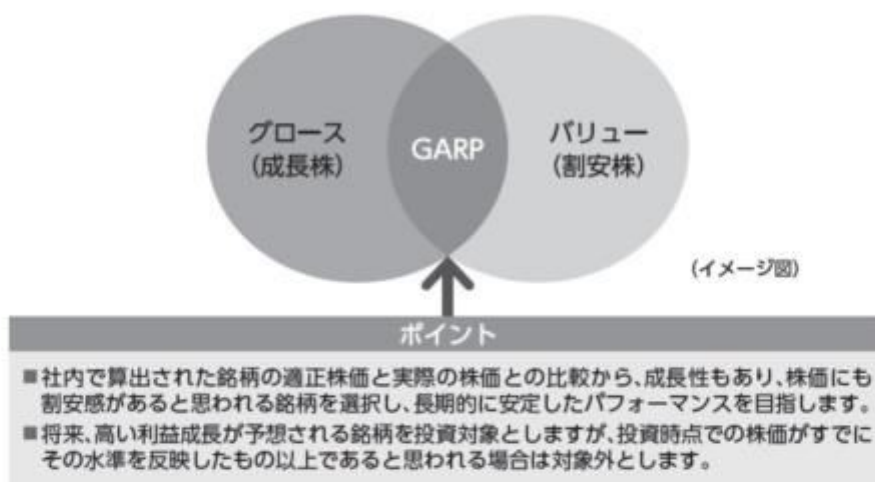 グロース
(成長株)
GARP
バリュー
(割安株)
(イメージ図)
ポイント
■社内で算出された銘柄の適正株価と実際の株価との比較から、成長性もあり、株価にも
割安感があると思われる銘柄を選択し、長期的に安定したパフォーマンスを目指します。
■将来、高い利益成長が予想される銘柄を投資対象としますが、投資時点での株価がすでに
その水準を反映したもの以上であると思われる場合は対象外とします。